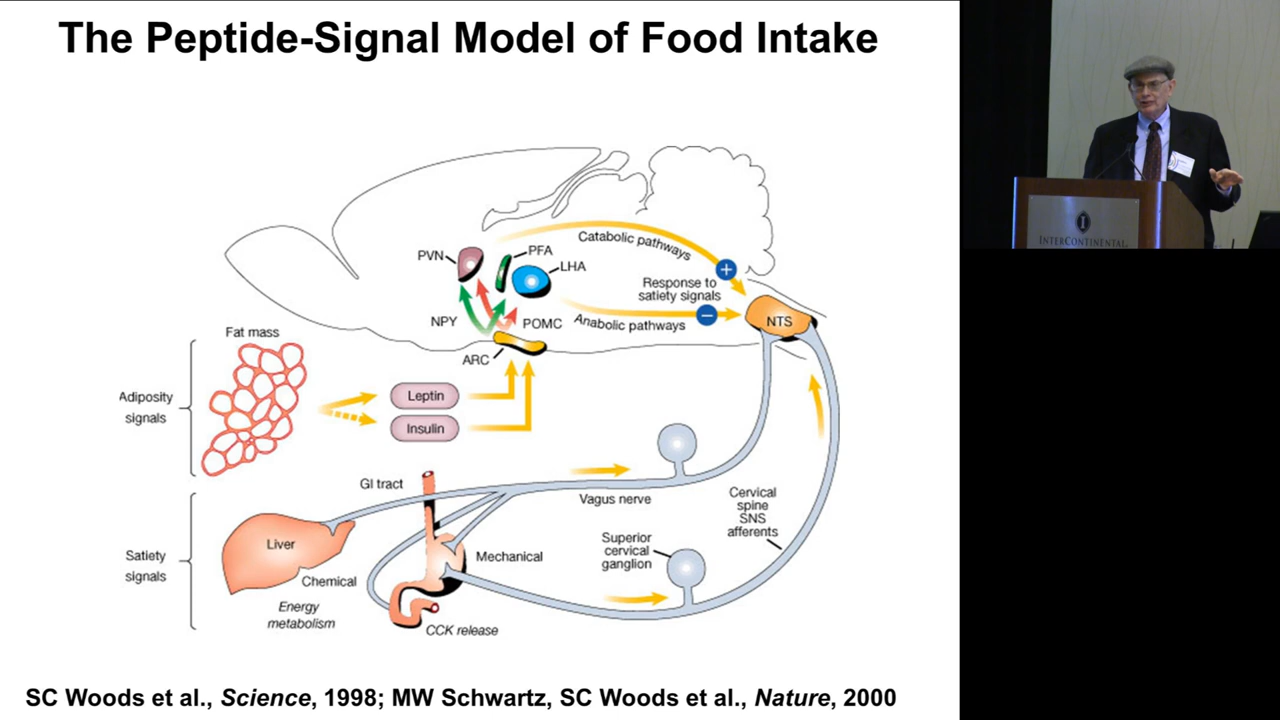 The Peptide-Signal Model of Food Intake
PVN
PFA
LHA
Catabolic pathways
+
Response to
satiety signals
NPY
POMC
Anabolic pathways
−
NTS
ARC
Fat mass
Adiposity
signals
Leptin
Insulin
GI tract
Vagus nerve
Cervical
spine
SNS
afferents
Liver
Mechanical
Superior
cervical
ganglion
Satiety
signals
Chemical
Energy
metabolism
CCK release
SC Woods et al., Science, 1998; MW Schwartz, SC Woods et al., Nature, 2000
INTERCONTINENTAL